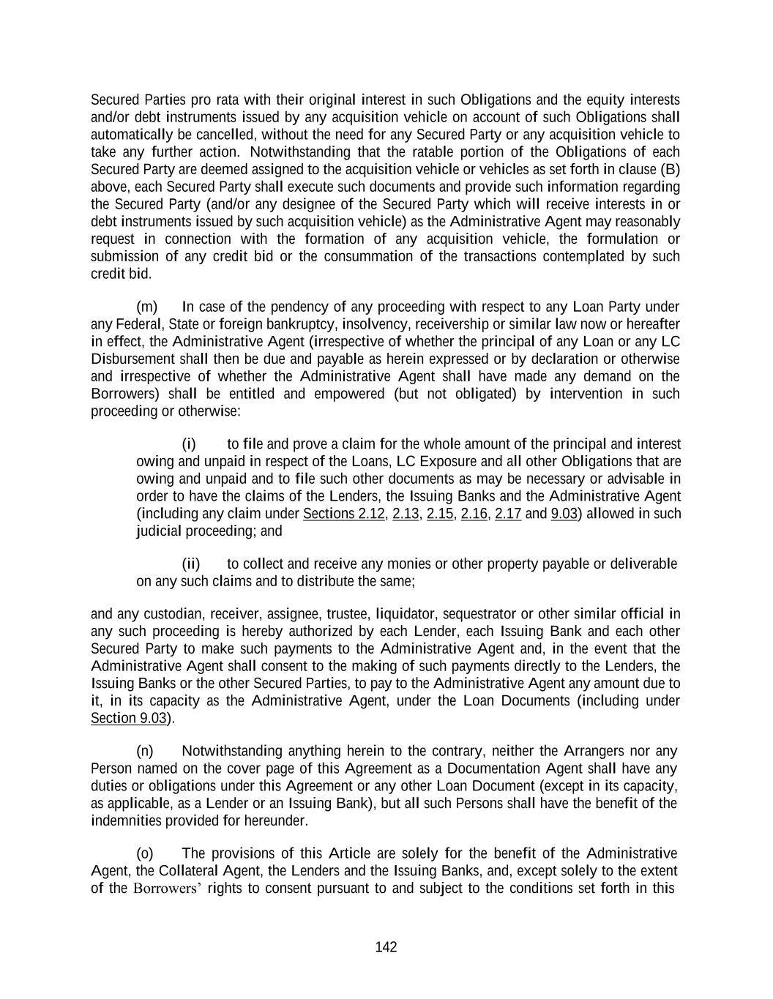 Secured Parties pro rata with their original interest in such Obligations and the equity interests
and/or debt instruments issued by any acquisition vehicle on account of such Obligations shall
automatically be cancelled, without the need for any Secured Party or any acquisition vehicle to
take any further action. Notwithstanding that the ratable portion of the Obligations of each
Secured Party are deemed assigned to the acquisition vehicle or vehicles as set forth in clause (B)
above, each Secured Party shall execute such documents and provide such information regarding
the Secured Party (and/or any designee of the Secured Party which will receive interests in or
debt instruments issued by such acquisition vehicle) as the Administrative Agent may reasonably
request in connection with the formation of any acquisition vehicle, the formulation or
submission of any credit bid or the consummation of the transactions contemplated by such
credit bid.
(m) In case of the pendency of any proceeding with respect to any Loan Party under
any Federal, State or foreign bankruptcy, insolvency, receivership or similar law now or hereafter
in effect, the Administrative Agent (irrespective of whether the principal of any Loan or any LC
Disbursement shall then be due and payable as herein expressed or by declaration or otherwise
and irrespective of whether the Administrative Agent shall have made any demand on the
Borrowers) shall be entitled and empowered (but not obligated) by intervention in such
proceeding or otherwise:
(i) to file and prove a claim for the whole amount of the principal and interest
owing and unpaid in respect of the Loans, LC Exposure and all other Obligations that are
owing and unpaid and to file such other documents as may be necessary or advisable in
order to have the claims of the Lenders, the Issuing Banks and the Administrative Agent
(including any claim under Sections 2.12, 2.13, 2.15, 2.16, 2.17 and 9.03) allowed in such
judicial proceeding; and
(ii) to collect and receive any monies or other property payable or deliverable
on any such claims and to distribute the same;
and any custodian, receiver, assignee, trustee, liquidator, sequestrator or other similar official in
any such proceeding is hereby authorized by each Lender, each Issuing Bank and each other
Secured Party to make such payments to the Administrative Agent and, in the event that the
Administrative Agent shall consent to the making of such payments directly to the Lenders, the
Issuing Banks or the other Secured Parties, to pay to the Administrative Agent any amount due to
it, in its capacity as the Administrative Agent, under the Loan Documents (including under
Section 9.03).
(n) Notwithstanding anything herein to the contrary, neither the Arrangers nor any
Person named on the cover page of this Agreement as a Documentation Agent shall have any
duties or obligations under this Agreement or any other Loan Document (except in its capacity,
as applicable, as a Lender or an Issuing Bank), but all such Persons shall have the benefit of the
indemnities provided for hereunder.
(o) The provisions of this Article are solely for the benefit of the Administrative
Agent, the Collateral Agent, the Lenders and the Issuing Banks, and, except solely to the extent
of the Borrowers’ rights to consent pursuant to and subject to the conditions set forth in this
142